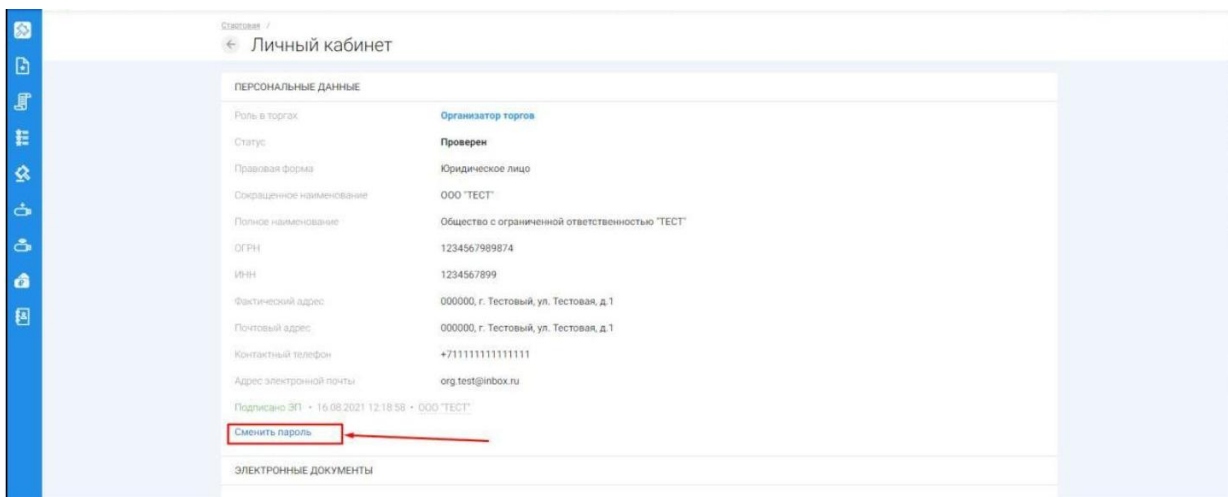 Стартовая /
← Личный кабинет
ПЕРСОНАЛЬНЫЕ ДАННЫЕ
Роль в торгах Организатор торгов
Статус Проверен
Правовая форма Юридическое лицо
Сокращенное наименование ООО "ТЕСТ"
Полное наименование Общество с ограниченной ответственностью "ТЕСТ"
ОГРН 1234567989874
ИНН 1234567899
Фактический адрес 000000, г. Тестовый, ул. Тестовая, д.1
Почтовый адрес 000000, г. Тестовый, ул. Тестовая, д.1
Контактный телефон +711111111111111
Адрес электронной почты org.test@inbox.ru
Подписано ЭП • 16.08.2021 12:18:58 • ООО "ТЕСТ"
Сменить пароль
ЭЛЕКТРОННЫЕ ДОКУМЕНТЫ